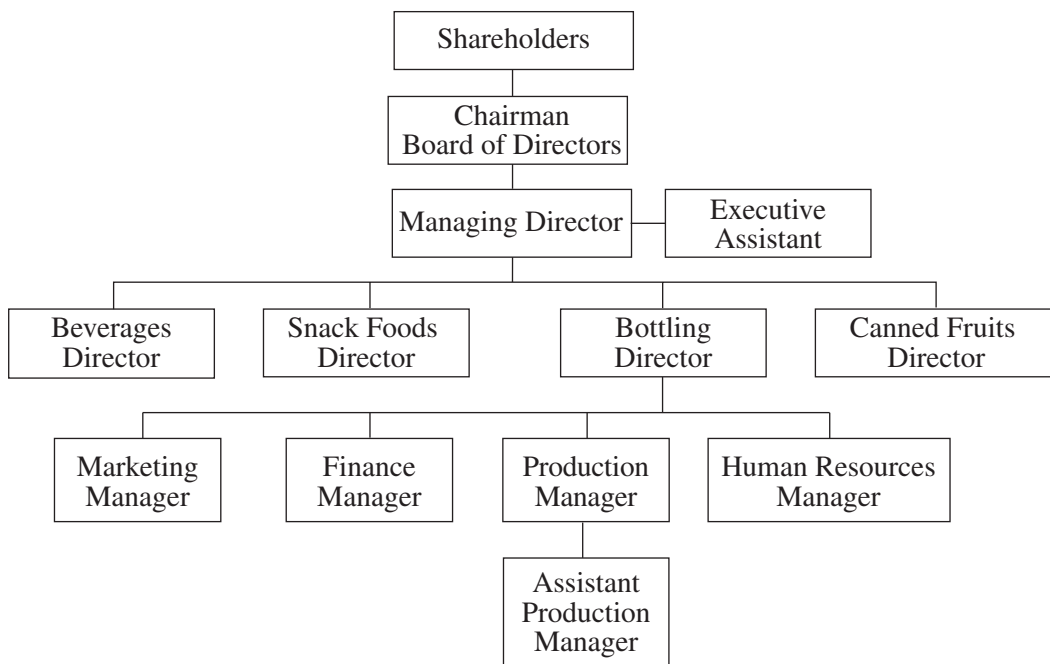 Shareholders
Chairman
Board of Directors
Managing Director
Executive
Assistant
Beverages
Director
Snack Foods
Director
Bottling
Director
Canned Fruits
Director
Marketing
Manager
Finance
Manager
Production
Manager
Human Resources
Manager
Assistant
Production
Manager